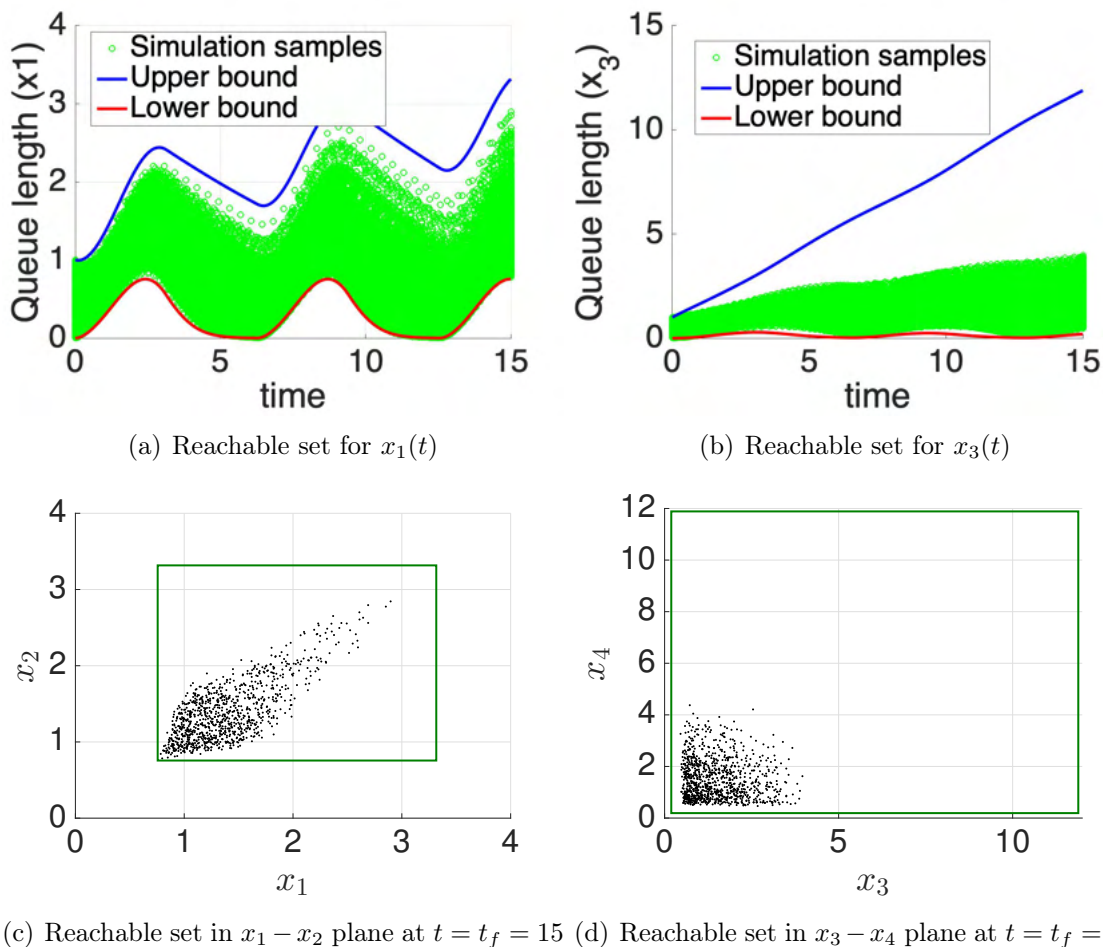 4
3
2
1
0
Queue length (x1)
Simulation samples
Upper bound
Lower bound
0 5 10 15
time
(a) Reachable set for x₁(t)
15
10
5
0
Queue length (x₃)
Simulation samples
Upper bound
Lower bound
0 5 10 15
time
(b) Reachable set for x₃(t)
4
3
2
1
0
x₂
0 1 2 3 4
x₁
(c) Reachable set in x₁ − x₂ plane at t = t_f = 15
12
10
8
6
4
2
0
x₄
0 5 10
x₃
(d) Reachable set in x₃ − x₄ plane at t = t_f =